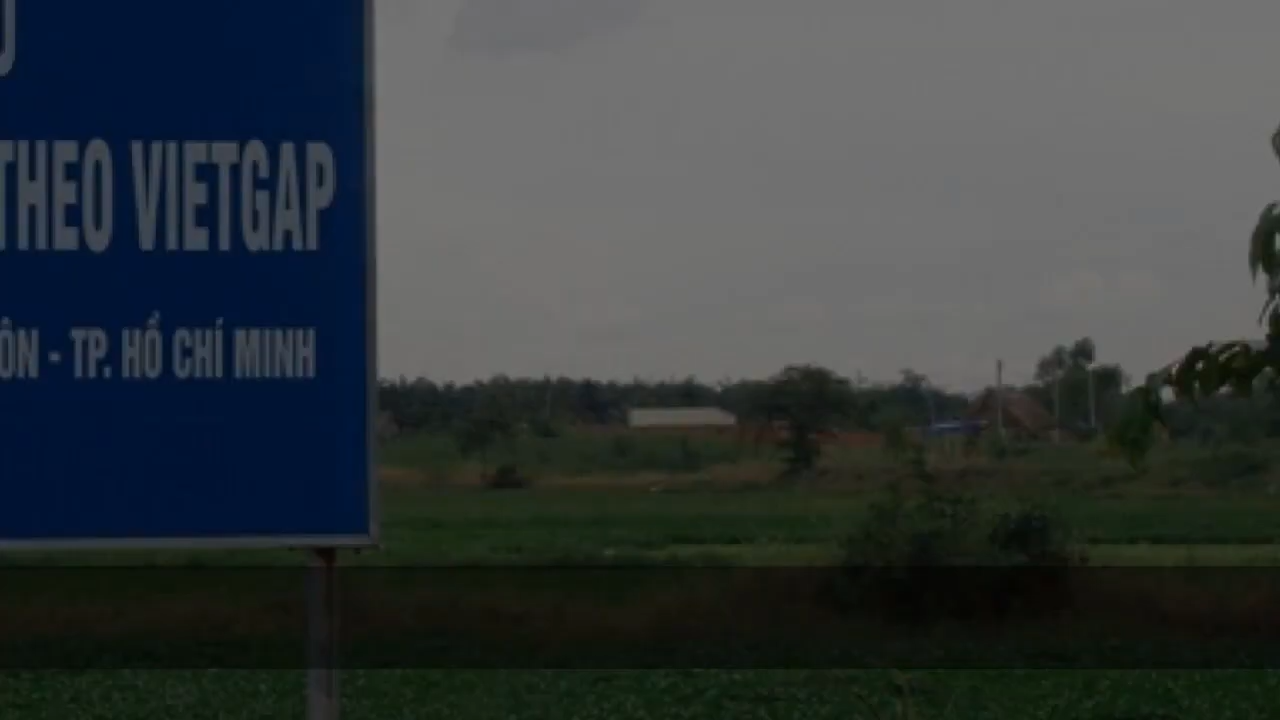 THEO VIETGAP
ÔN - TP. HỒ CHÍ MINH